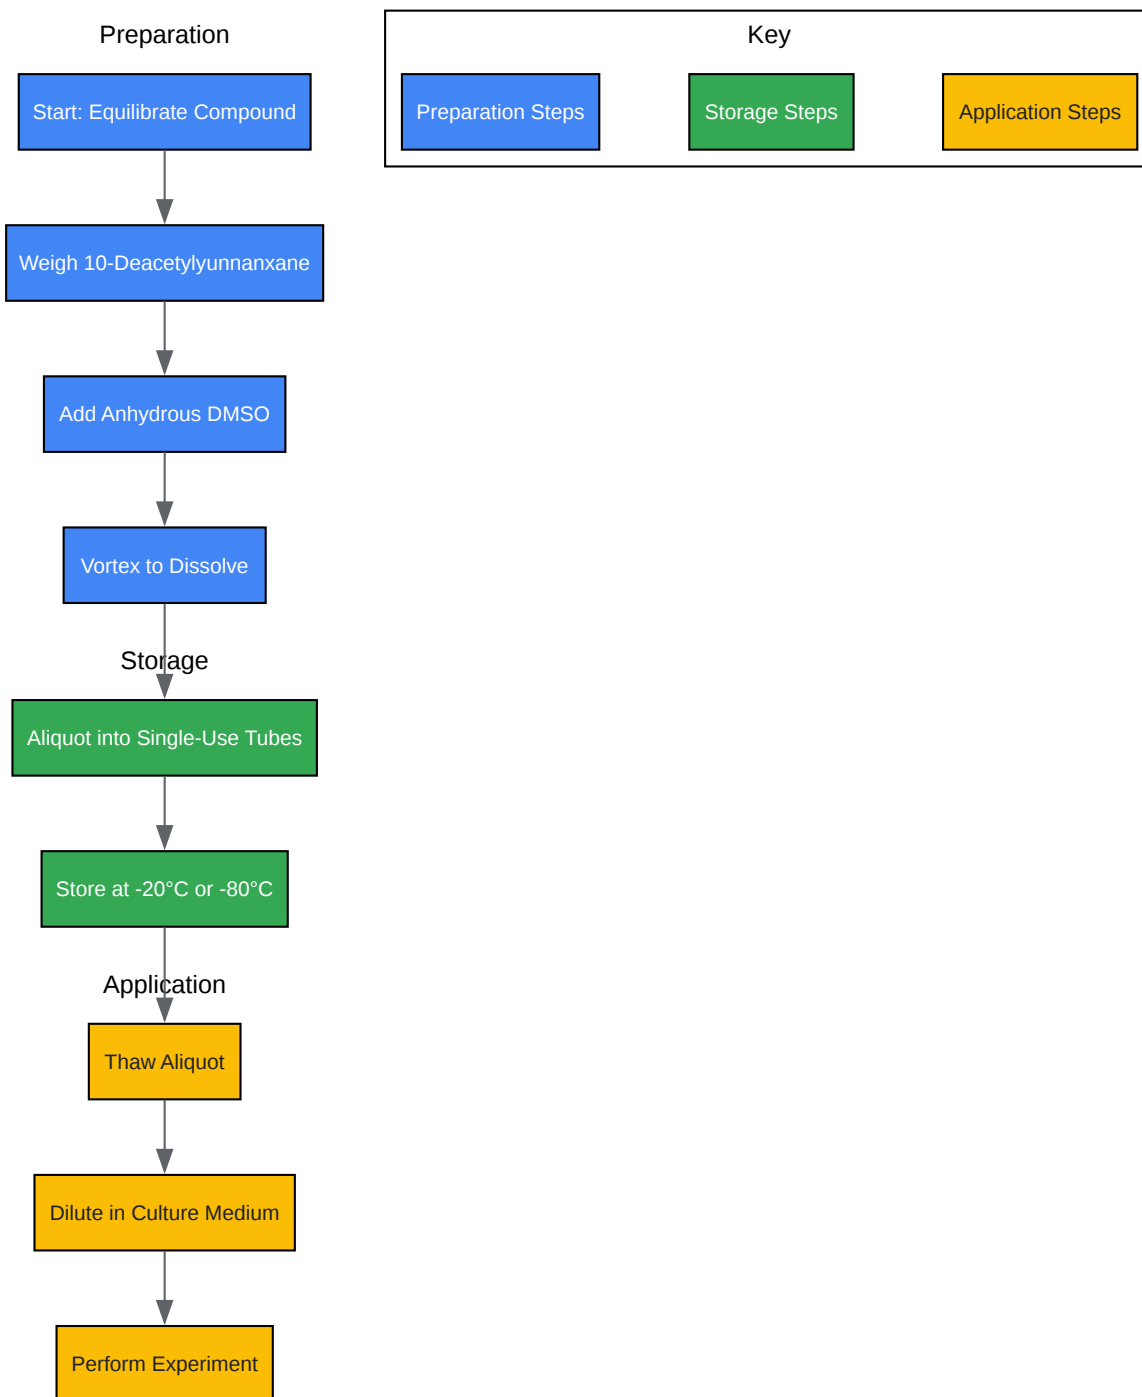 Preparation
Start: Equilibrate Compound
Weigh 10-Deacetylyunnanxane
Add Anhydrous DMSO
Vortex to Dissolve
Storage
Aliquot into Single-Use Tubes
Store at -20°C or -80°C
Application
Thaw Aliquot
Dilute in Culture Medium
Perform Experiment
Key
Preparation Steps
Storage Steps
Application Steps